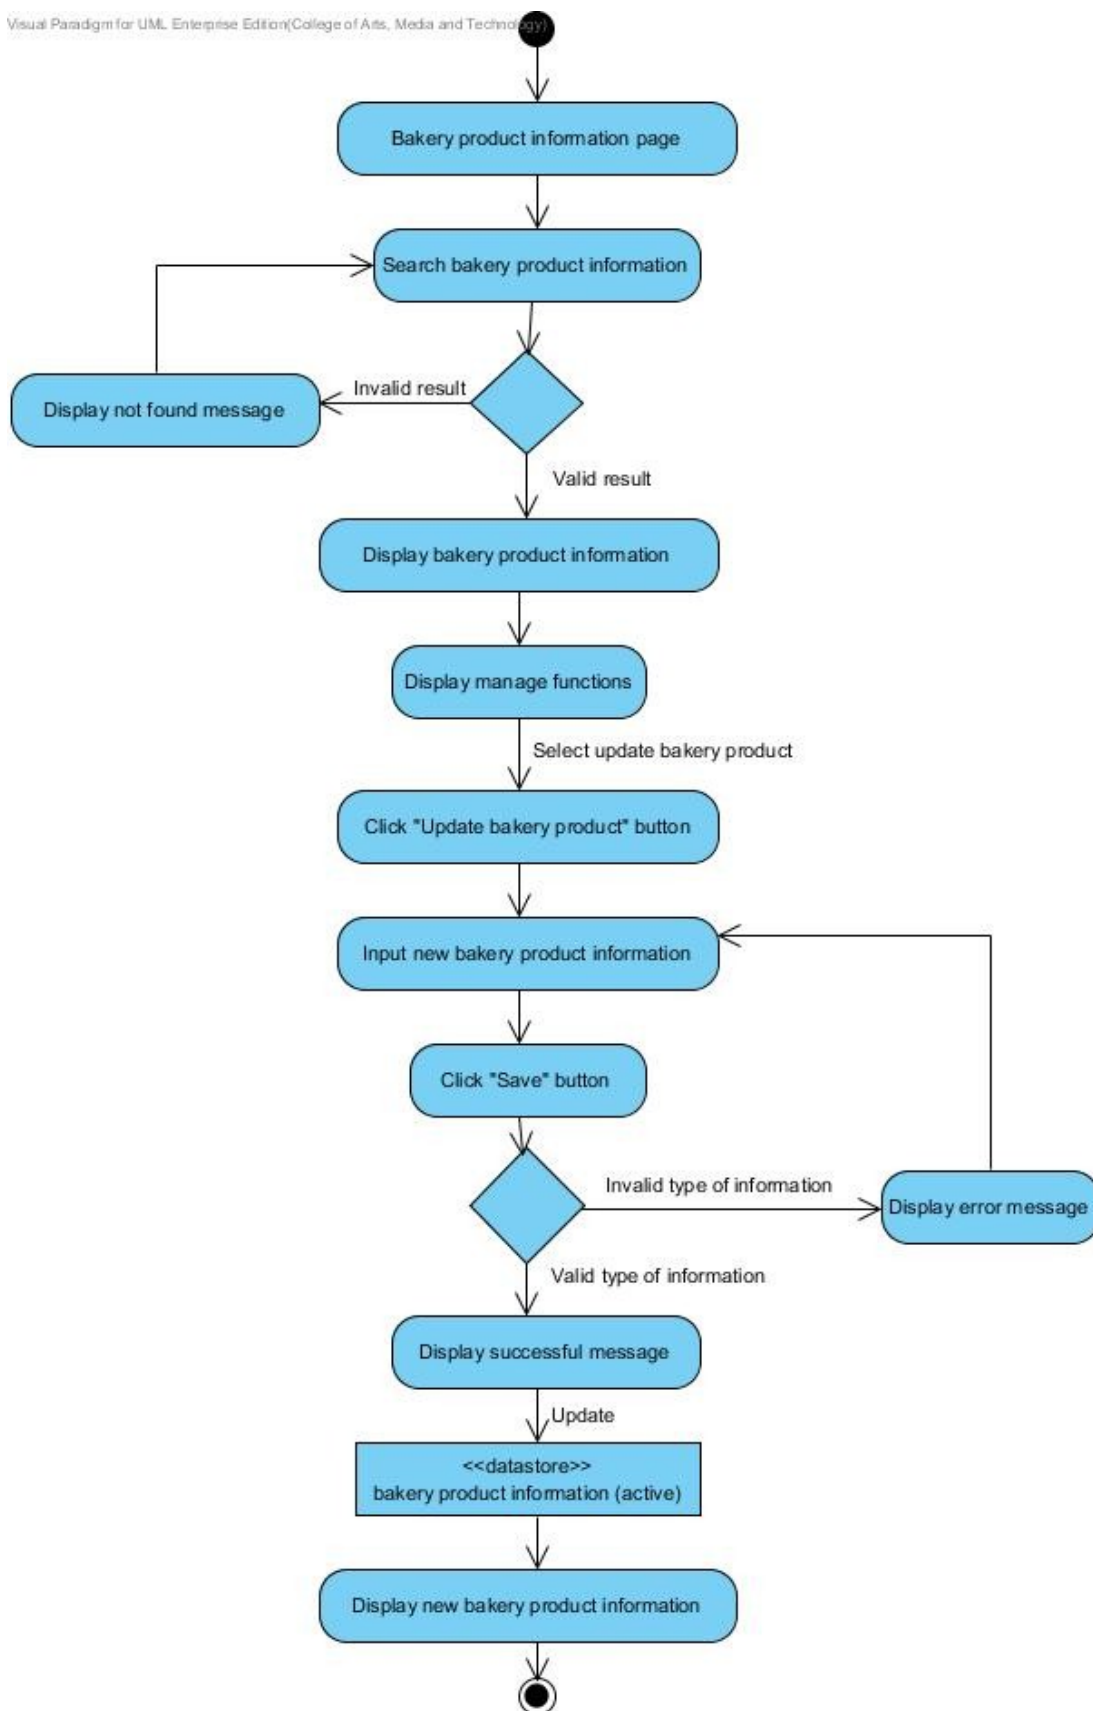 Visual Paradigm for UML Enterprise Edition(College of Arts, Media and Technology)
Bakery product information page
Search bakery product information
Invalid result
Display not found message
Valid result
Display bakery product information
Display manage functions
Select update bakery product
Click "Update bakery product" button
Input new bakery product information
Click "Save" button
Invalid type of information
Display error message
Valid type of information
Display successful message
Update
<<datastore>>
bakery product information (active)
Display new bakery product information